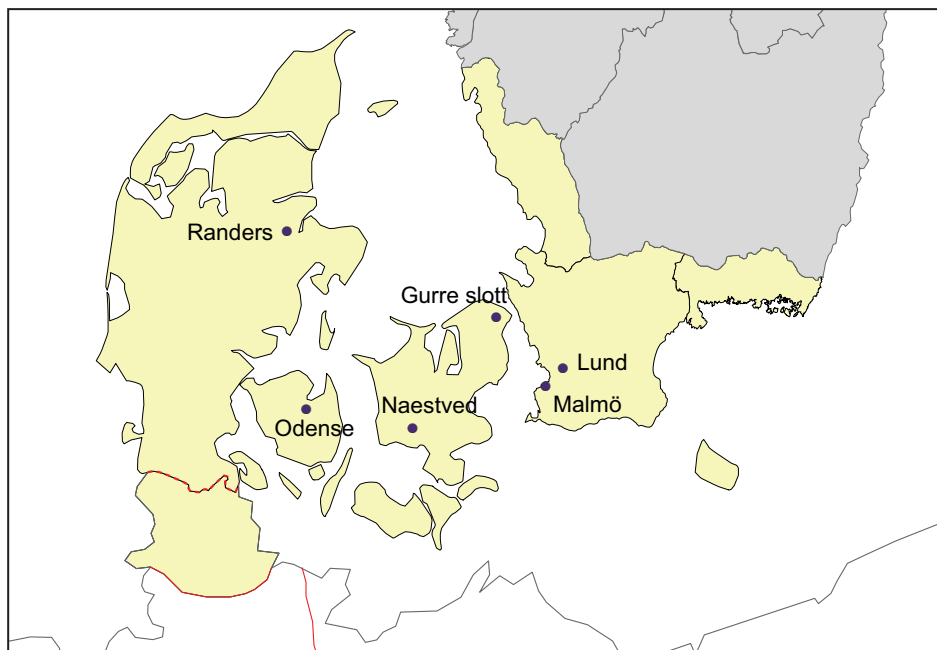 Randers
Gurre slott
Lund
Malmö
Naestved
Odense